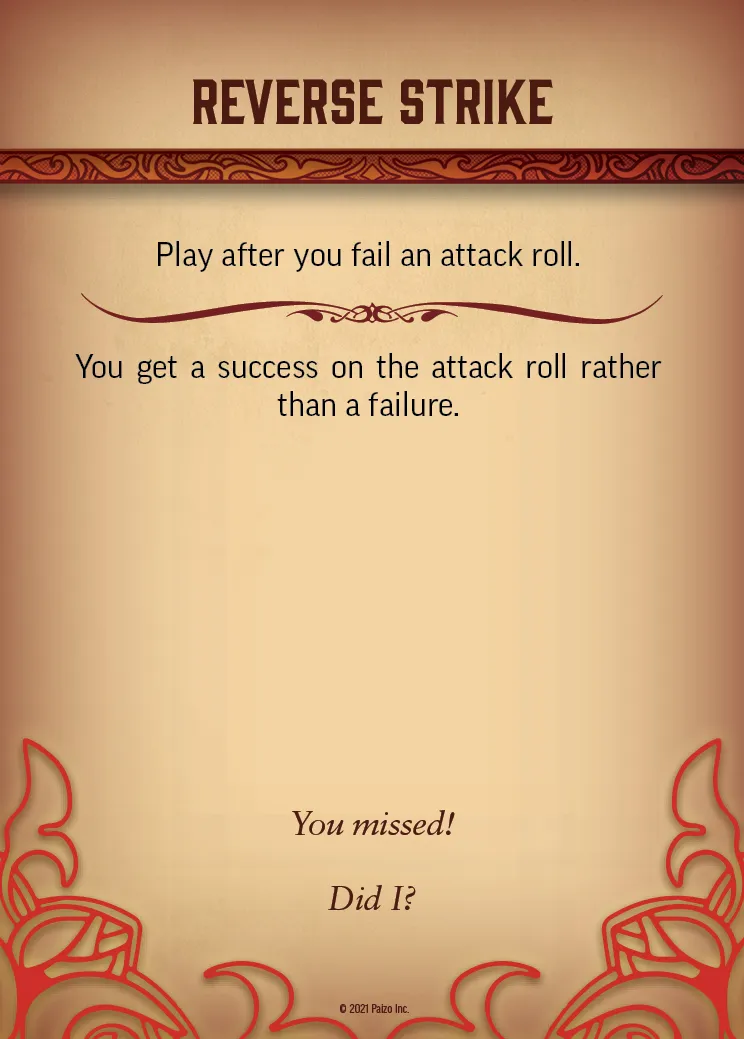 REVERSE STRIKE
Play after you fail an attack roll.
You get a success on the attack roll rather
than a failure.
You missed!
Did I?
© 2021 Paizo Inc.